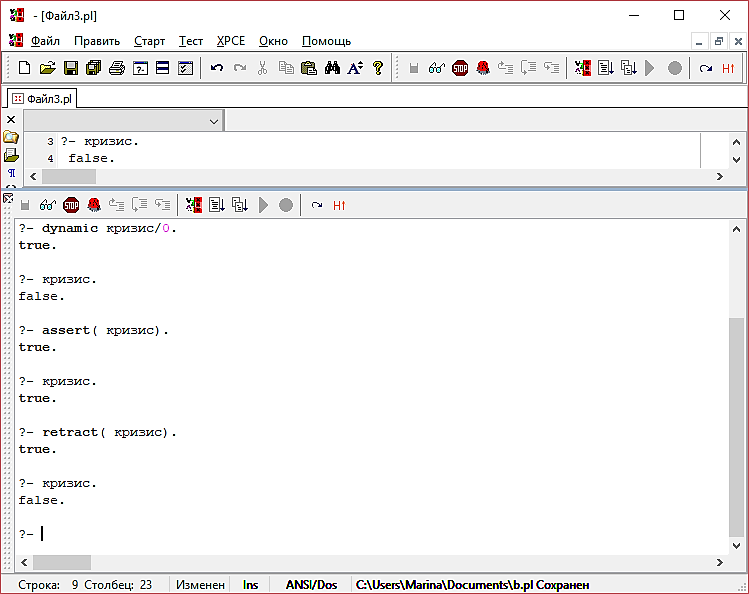 - [Файл3.pl]
Файл Править Старт Тест XPCE Окно Помощь
Файл3.pl
3 ?- кризис.
4 false.
?- dynamic кризис/0.
true.
?- кризис.
false.
?- assert( кризис).
true.
?- кризис.
true.
?- retract( кризис).
true.
?- кризис.
false.
?-
Строка: 9 Столбец: 23 Изменен Ins ANSI/Dos C:\Users\Marina\Documents\b.pl Сохранен